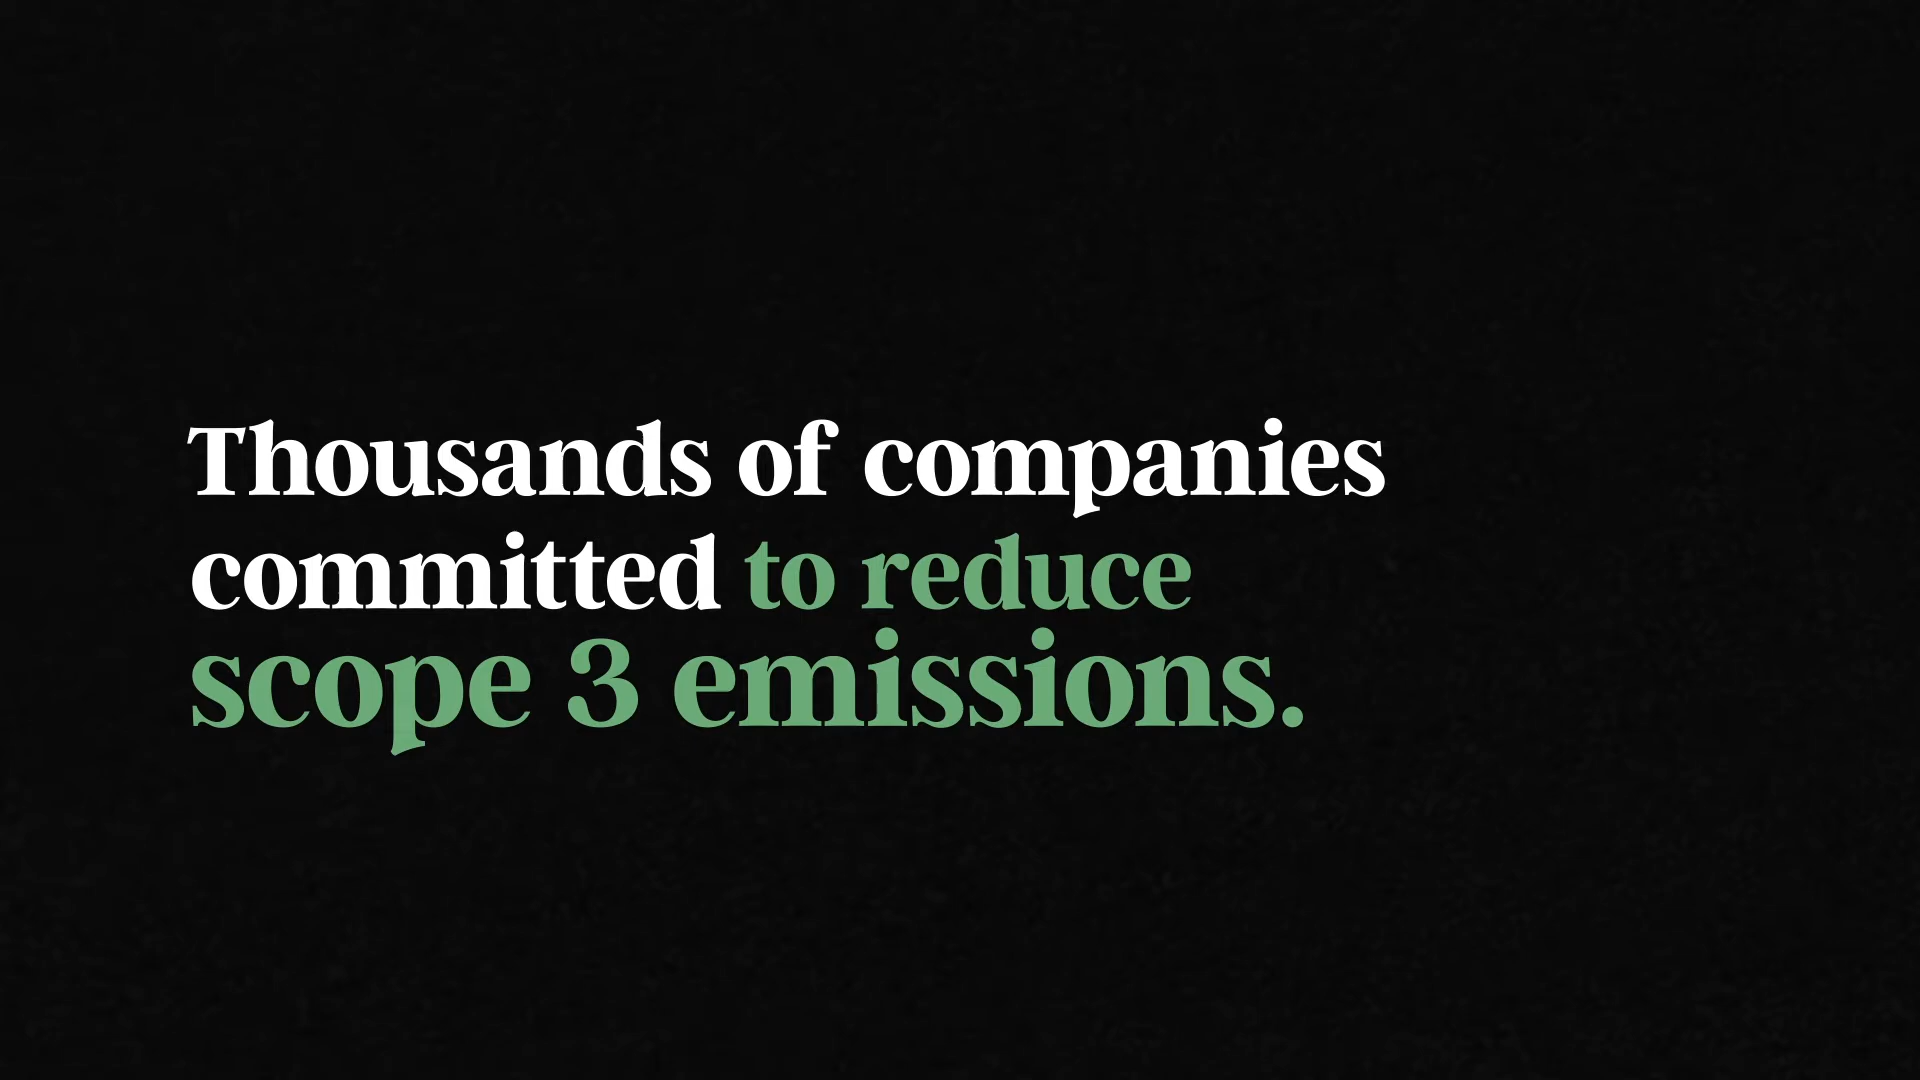 Thousands of companies
committed to reduce
scope 3 emissions.